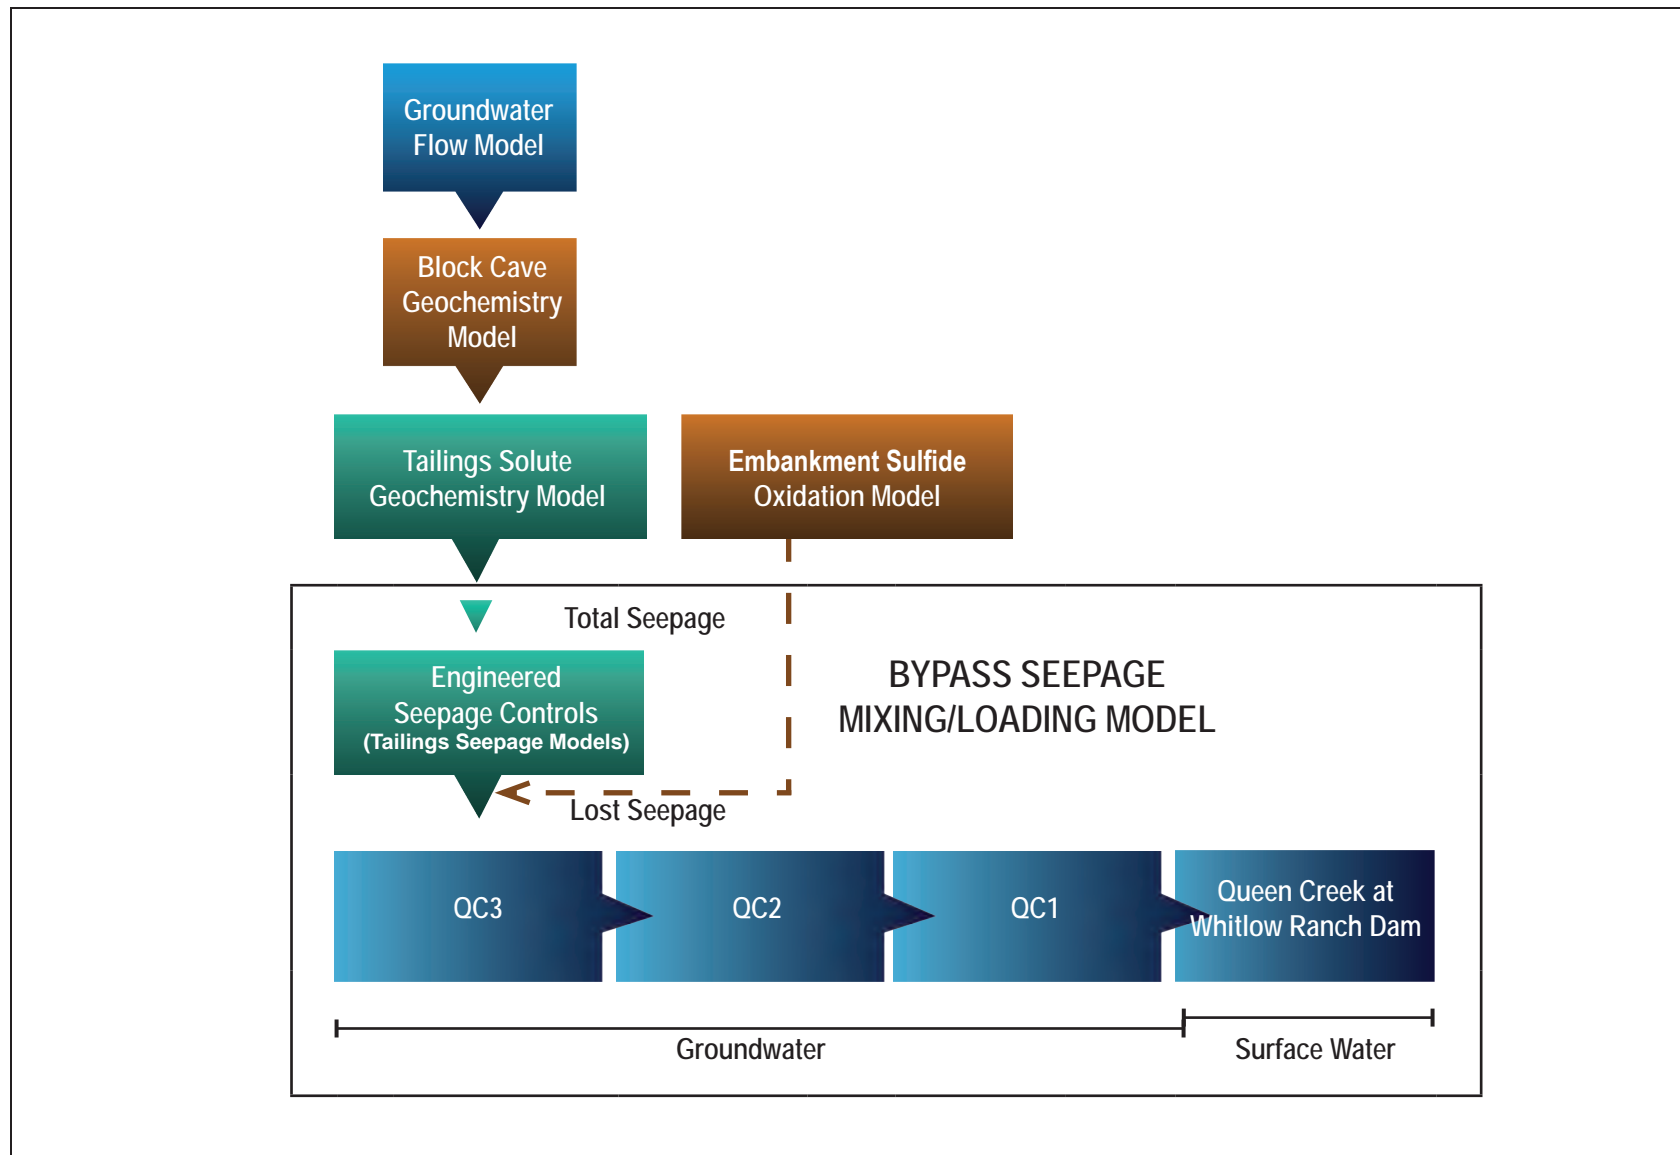 Groundwater
Flow Model
Block Cave
Geochemistry
Model
Tailings Solute
Geochemistry Model
Embankment Sulfide
Oxidation Model
Total Seepage
Engineered
Seepage Controls
(Tailings Seepage Models)
BYPASS SEEPAGE
MIXING/LOADING MODEL
Lost Seepage
QC3
QC2
QC1
Queen Creek at
Whitlow Ranch Dam
Groundwater
Surface Water